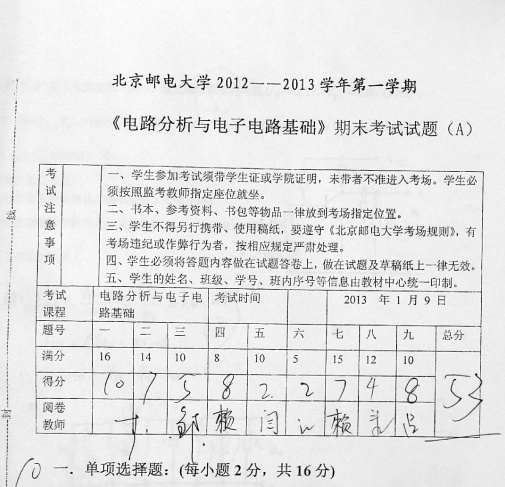 北京邮电大学 2012——2013 学年第一学期
《电路分析与电子电路基础》期末考试试题（A）
考试注意事项
一、学生参加考试须带学生证或学院证明，未带者不准进入考场。学生必
须按照监考教师指定座位就坐。
二、书本、参考资料、书包等物品一律放到考场指定位置。
三、学生不得另行携带、使用稿纸，要遵守《北京邮电大学考场规则》，有
考场违纪或作弊行为者，按相应规定严肃处理。
四、学生必须将答题内容做在试题答卷上，做在试题及草稿纸上一律无效。
五、学生的姓名、班级、学号、班内序号等信息由教材中心统一印制。
考试课程 电路分析与电子电路基础 考试时间 2013 年 1 月 9 日
题号 一 二 三 四 五 六 七 八 九 总分
满分 16 14 10 8 10 5 15 12 10
得分 10 7 5 8 2. 2 7 4 8 53
阅卷教师 赖 闫 赖 吕
10 一．单项选择题：(每小题 2 分，共 16 分)
封